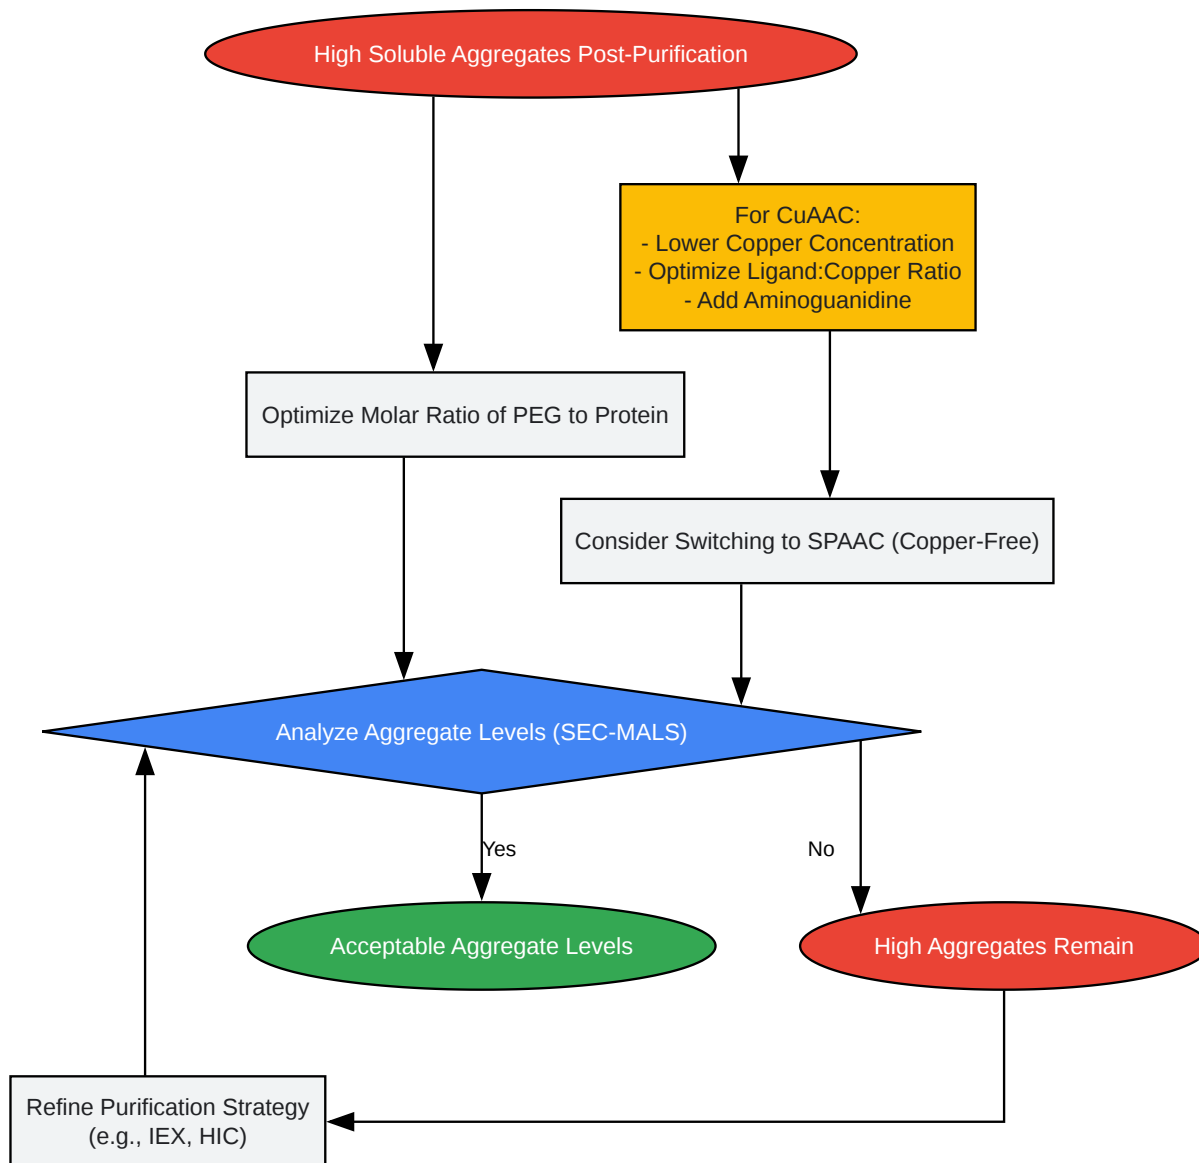 High Soluble Aggregates Post-Purification
For CuAAC:
- Lower Copper Concentration
- Optimize Ligand:Copper Ratio
- Add Aminoguanidine
Optimize Molar Ratio of PEG to Protein
Consider Switching to SPAAC (Copper-Free)
Analyze Aggregate Levels (SEC-MALS)
Yes
No
Acceptable Aggregate Levels
High Aggregates Remain
Refine Purification Strategy
(e.g., IEX, HIC)